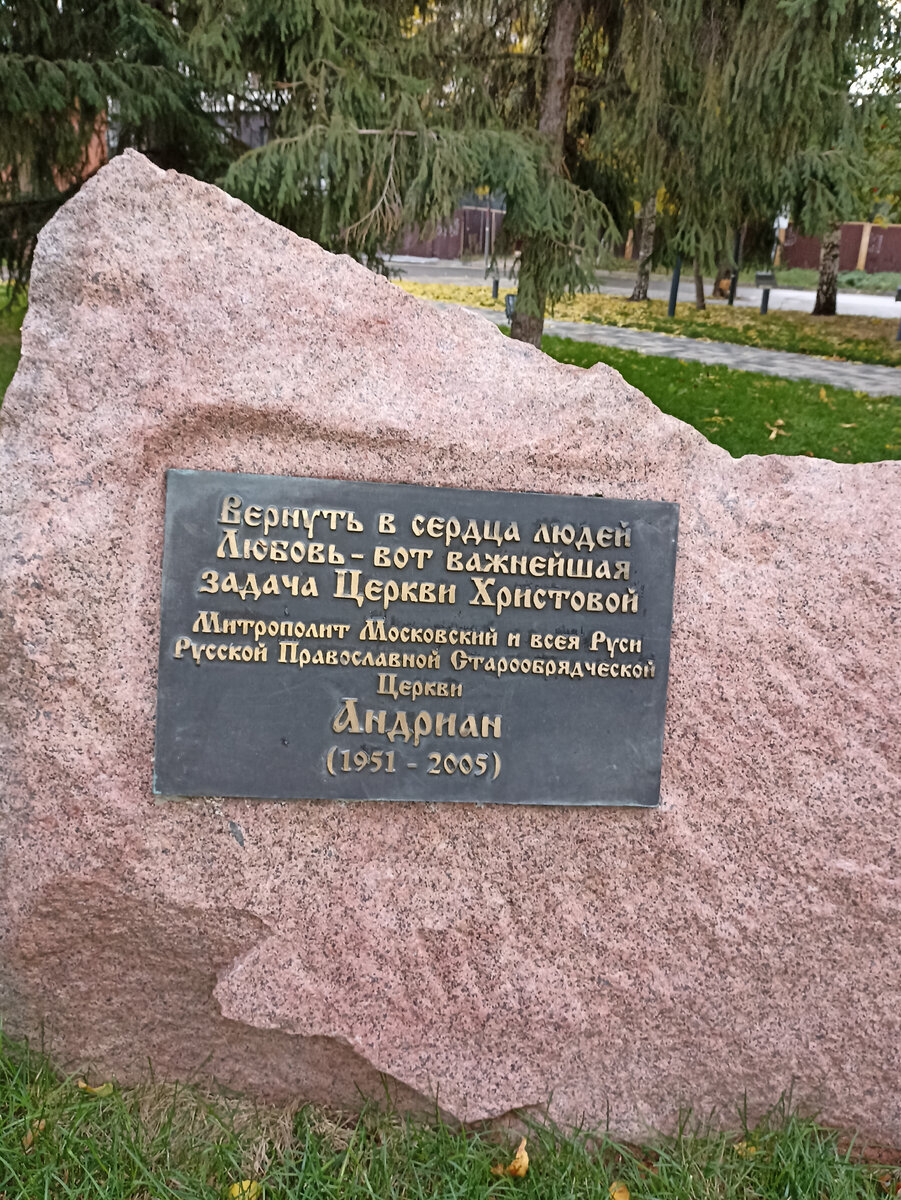 Вернуть в сердца людей
Любовь - вот важнейшая
задача Церкви Христовой
Митрополит Московский и всея Руси
Русской Православной Старообрядческой
Церкви
Андриан
(1951 - 2005)